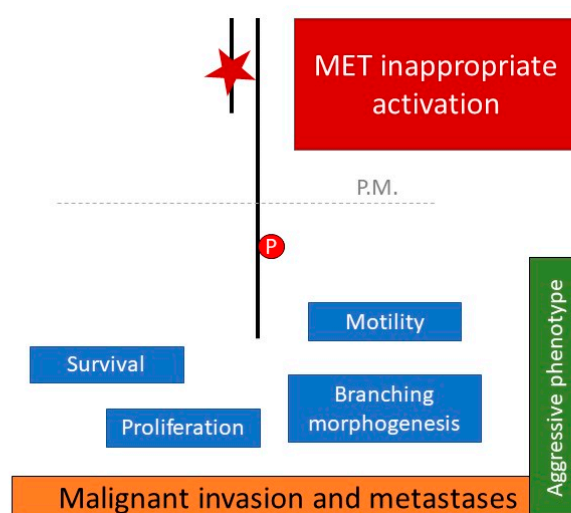 MET inappropriate
activation
P.M.
P
Motility
Survival
Branching
morphogenesis
Proliferation
Aggressive phenotype
Malignant invasion and metastases